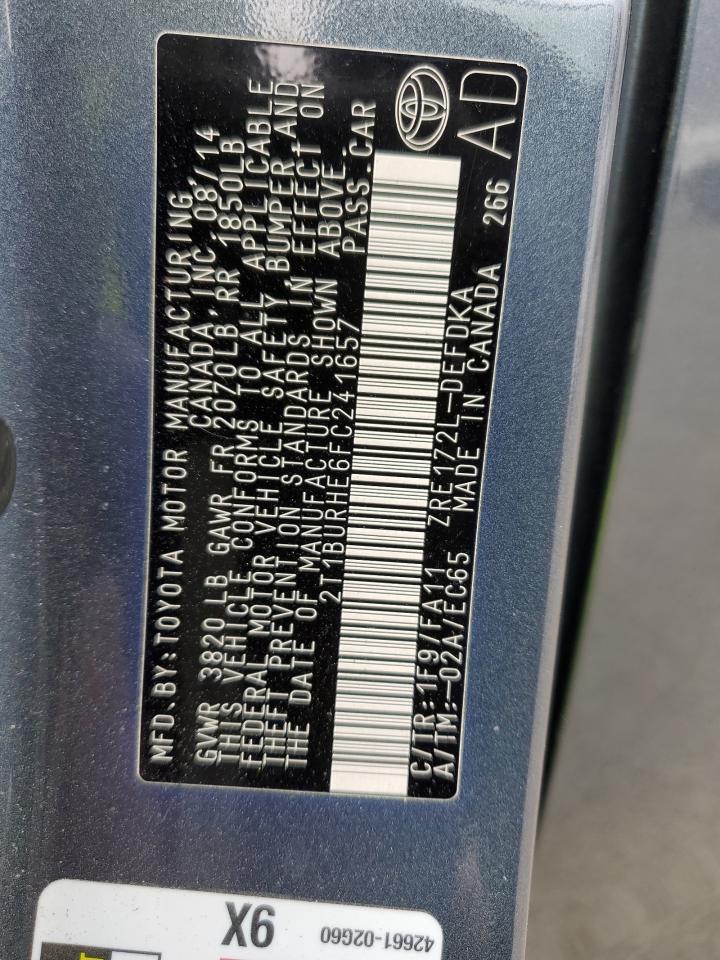 MFD.BY:TOYOTA MOTOR MANUFACTURING
CANADA, INC 08/14
GVWR 3820 LB GAWR FR 2020LB RR 1850LB
THIS VEHICLE CONFORMS TO ALL APPLICABLE
FEDERAL MOTOR VEHICLE SAFETY, BUMPER AND
THEFT PREVENTION STANDARDS IN EFFECT ON
THE DATE OF MANUFACTURE SHOWN ABOVE
2T1BURHE6FC241657 PASS.CAR
C/TR:1F9/FA11 ZRE172L-DEFDKA
A/TM:-02A/EC65 MADE IN CANADA 266
AD
9X
42661-02G60